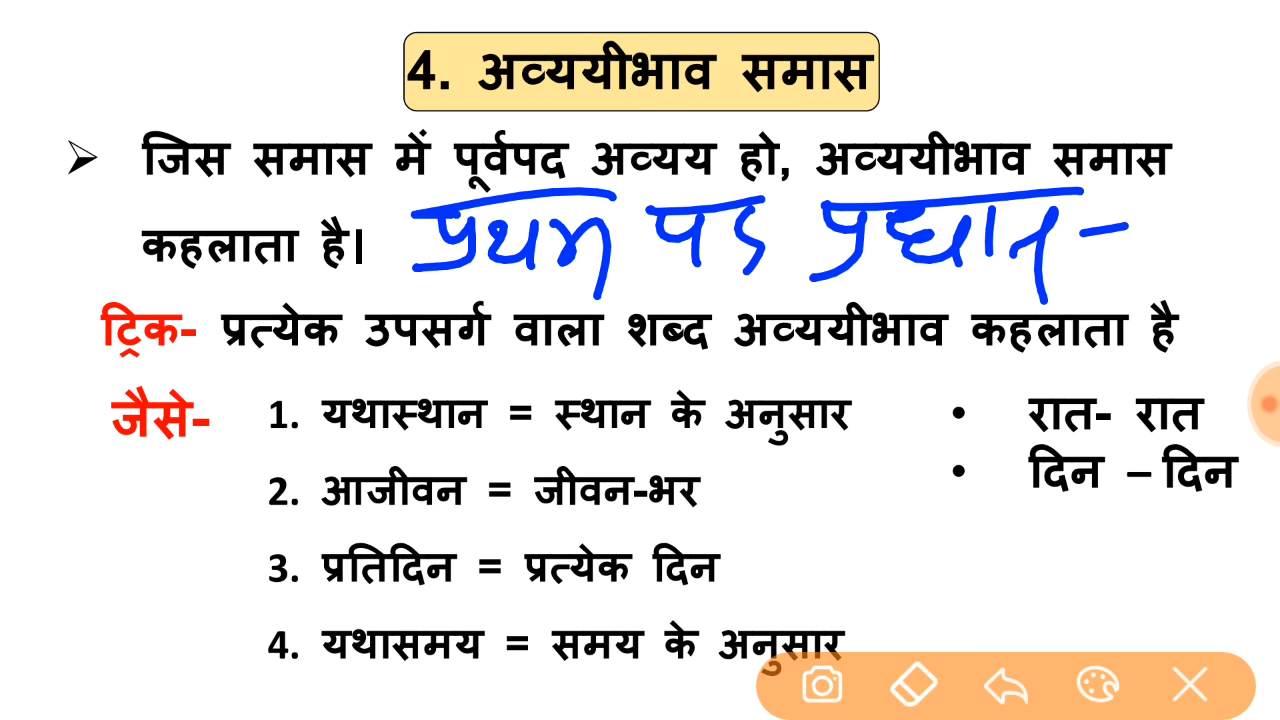 4. अव्ययीभाव समास
➢ जिस समास में पूर्वपद अव्यय हो, अव्ययीभाव समास
कहलाता है। प्रथम पद प्रधान –
ट्रिक- प्रत्येक उपसर्ग वाला शब्द अव्ययीभाव कहलाता है
जैसे- 1. यथास्थान = स्थान के अनुसार • रात- रात
• दिन – दिन
2. आजीवन = जीवन-भर
3. प्रतिदिन = प्रत्येक दिन
4. यथासमय = समय के अनुसार